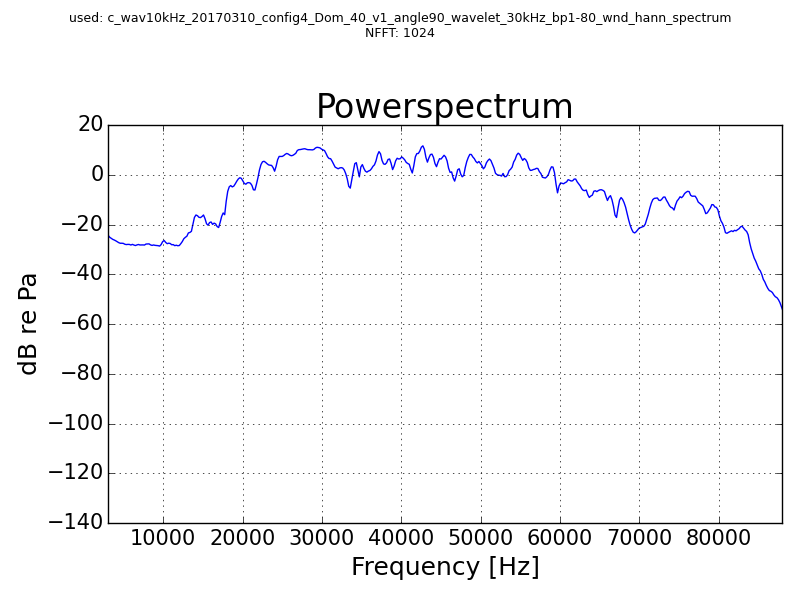 used: c_wav10kHz_20170310_config4_Dom_40_v1_angle90_wavelet_30kHz_bp1-80_wnd_hann_spectrum
NFFT: 1024
Powerspectrum
20
0
−20
−40
−60
−80
−100
−120
−140
dB re Pa
10000 20000 30000 40000 50000 60000 70000 80000
Frequency [Hz]